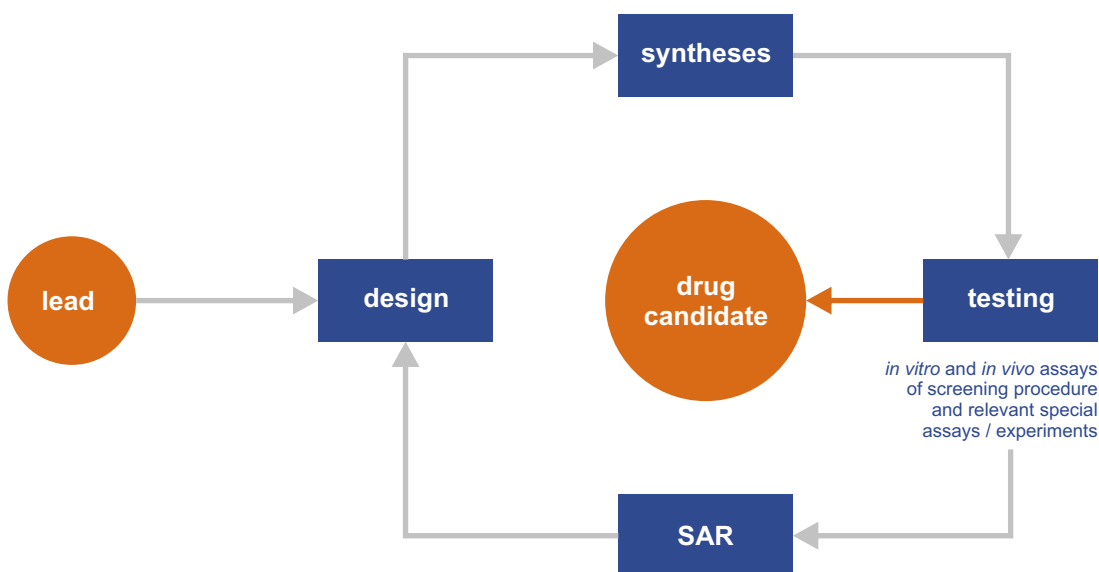 syntheses
lead
design
drug
candidate
testing
in vitro and in vivo assays
of screening procedure
and relevant special
assays / experiments
SAR